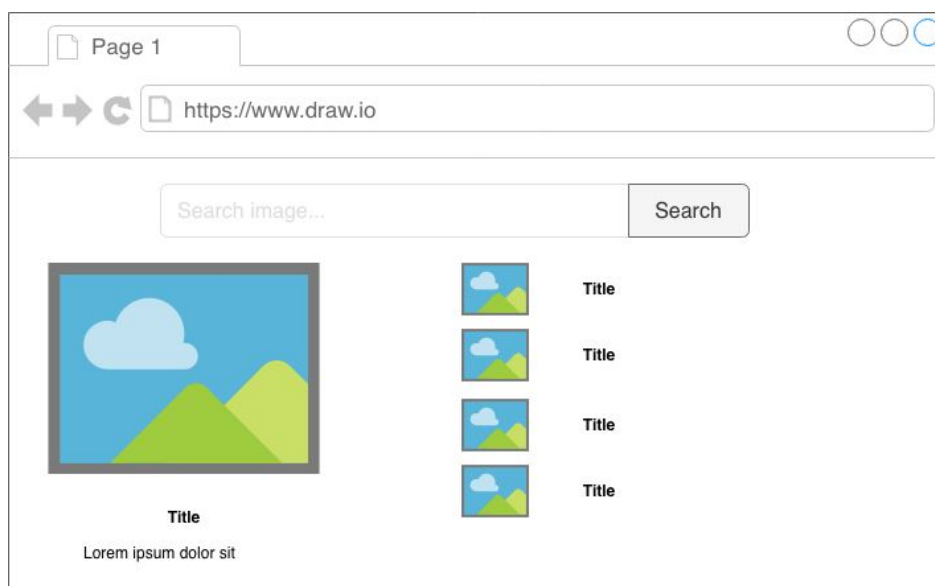 Page 1
https://www.draw.io
Search image...
Search
Title
Title
Title
Title
Title
Lorem ipsum dolor sit